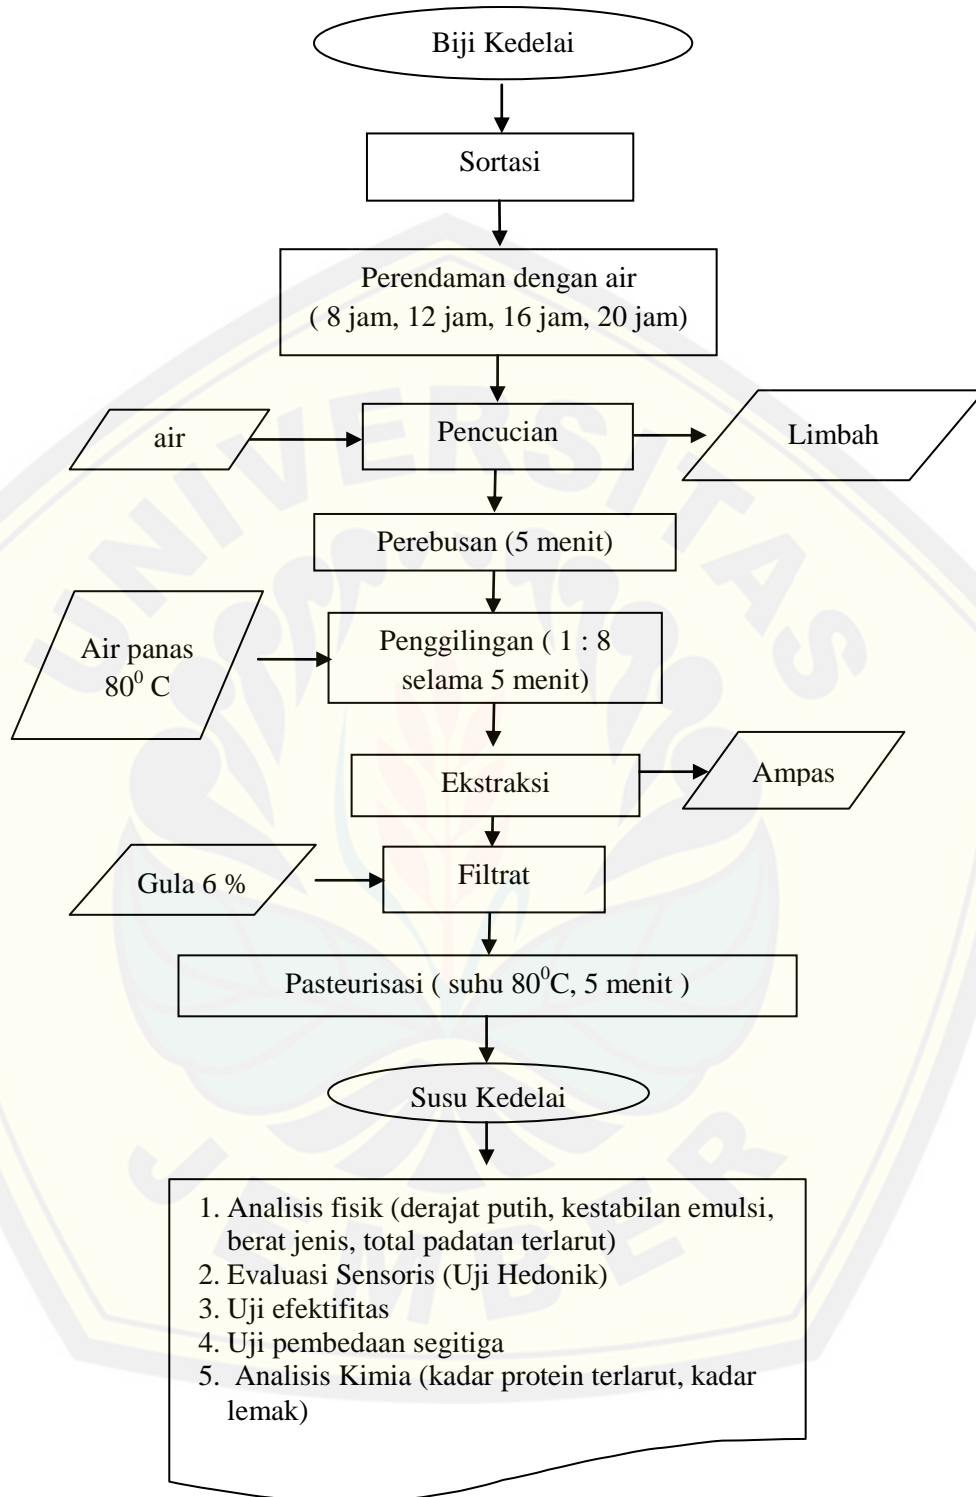 Biji Kedelai
Sortasi
Perendaman dengan air
( 8 jam, 12 jam, 16 jam, 20 jam)
air
Pencucian
Limbah
Perebusan (5 menit)
Air panas
80⁰ C
Penggilingan ( 1 : 8
selama 5 menit)
Ekstraksi
Ampas
Gula 6 %
Filtrat
Pasteurisasi ( suhu 80⁰C, 5 menit )
Susu Kedelai
1. Analisis fisik (derajat putih, kestabilan emulsi,
berat jenis, total padatan terlarut)
2. Evaluasi Sensoris (Uji Hedonik)
3. Uji efektifitas
4. Uji pembedaan segitiga
5. Analisis Kimia (kadar protein terlarut, kadar
lemak)
UNIVERSITAS
JEMBER